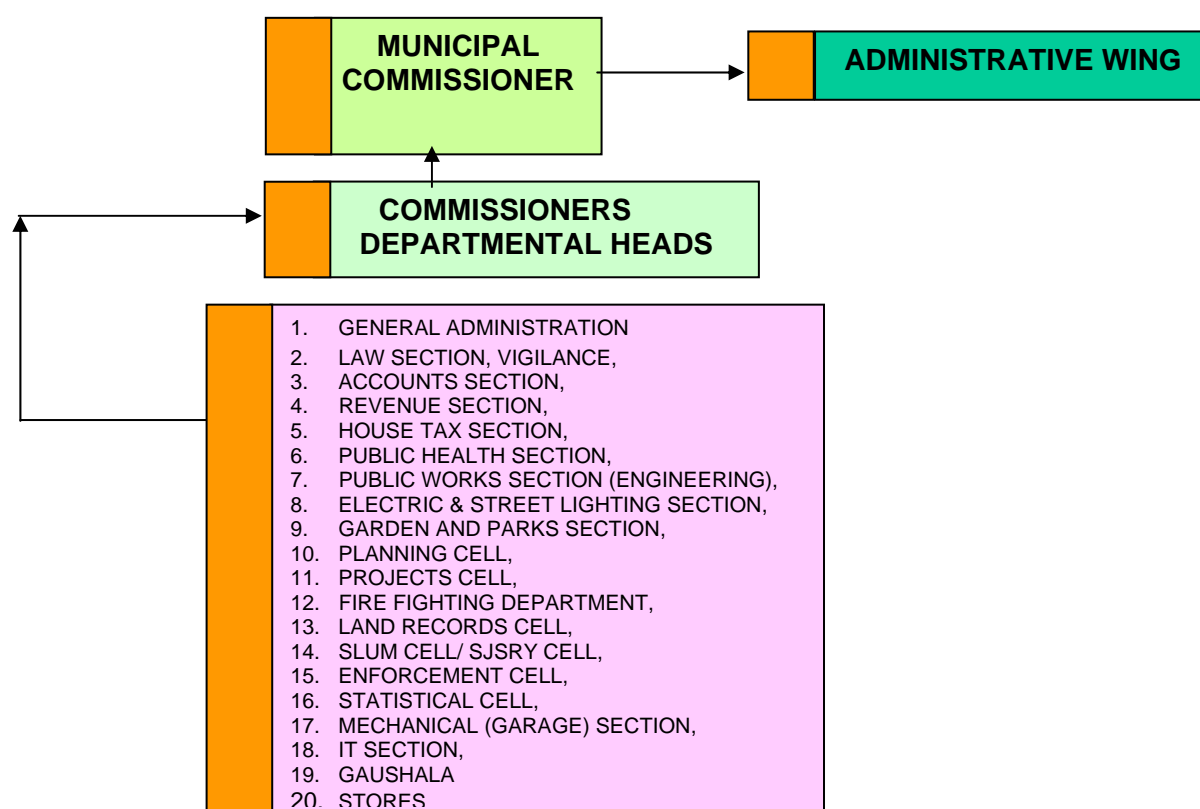 MUNICIPAL
COMMISSIONER
ADMINISTRATIVE WING
COMMISSIONERS
DEPARTMENTAL HEADS
1. GENERAL ADMINISTRATION
2. LAW SECTION, VIGILANCE,
3. ACCOUNTS SECTION,
4. REVENUE SECTION,
5. HOUSE TAX SECTION,
6. PUBLIC HEALTH SECTION,
7. PUBLIC WORKS SECTION (ENGINEERING),
8. ELECTRIC & STREET LIGHTING SECTION,
9. GARDEN AND PARKS SECTION,
10. PLANNING CELL,
11. PROJECTS CELL,
12. FIRE FIGHTING DEPARTMENT,
13. LAND RECORDS CELL,
14. SLUM CELL/ SJSRY CELL,
15. ENFORCEMENT CELL,
16. STATISTICAL CELL,
17. MECHANICAL (GARAGE) SECTION,
18. IT SECTION,
19. GAUSHALA
20. STORES